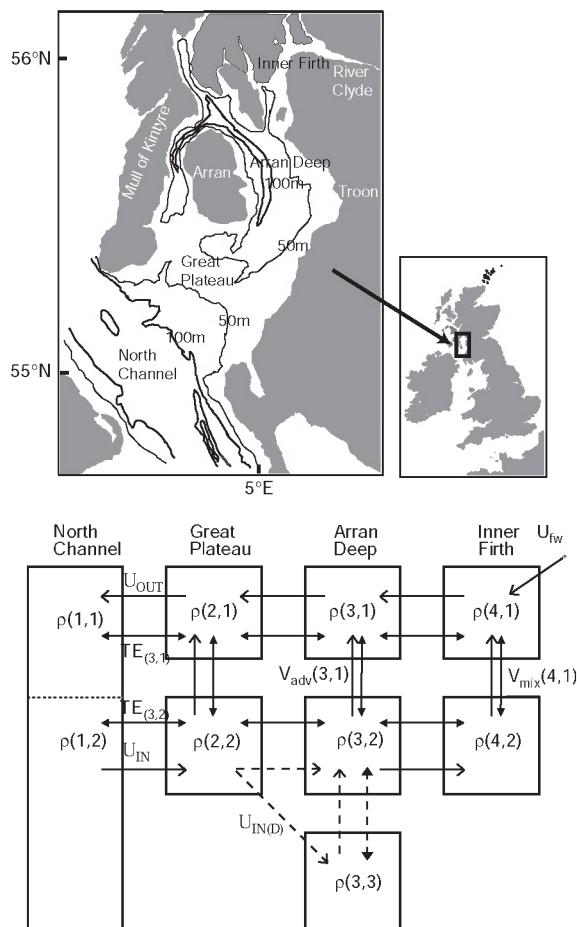 56°N
Inner Firth
River
Clyde
Mull of Kintyre
Arran
Arran Deep
100m
Troon
50m
Great
Plateau
50m
100m
North
Channel
55°N
5°E
North
Channel
Great
Plateau
Arran
Deep
Inner
Firth
U_fw
U_OUT
ρ(1,1)
ρ(2,1)
ρ(3,1)
ρ(4,1)
TE_(3,1)
V_adv(3,1)
V_mix(4,1)
TE_(3,2)
ρ(1,2)
ρ(2,2)
ρ(3,2)
ρ(4,2)
U_IN
U_IN(D)
ρ(3,3)